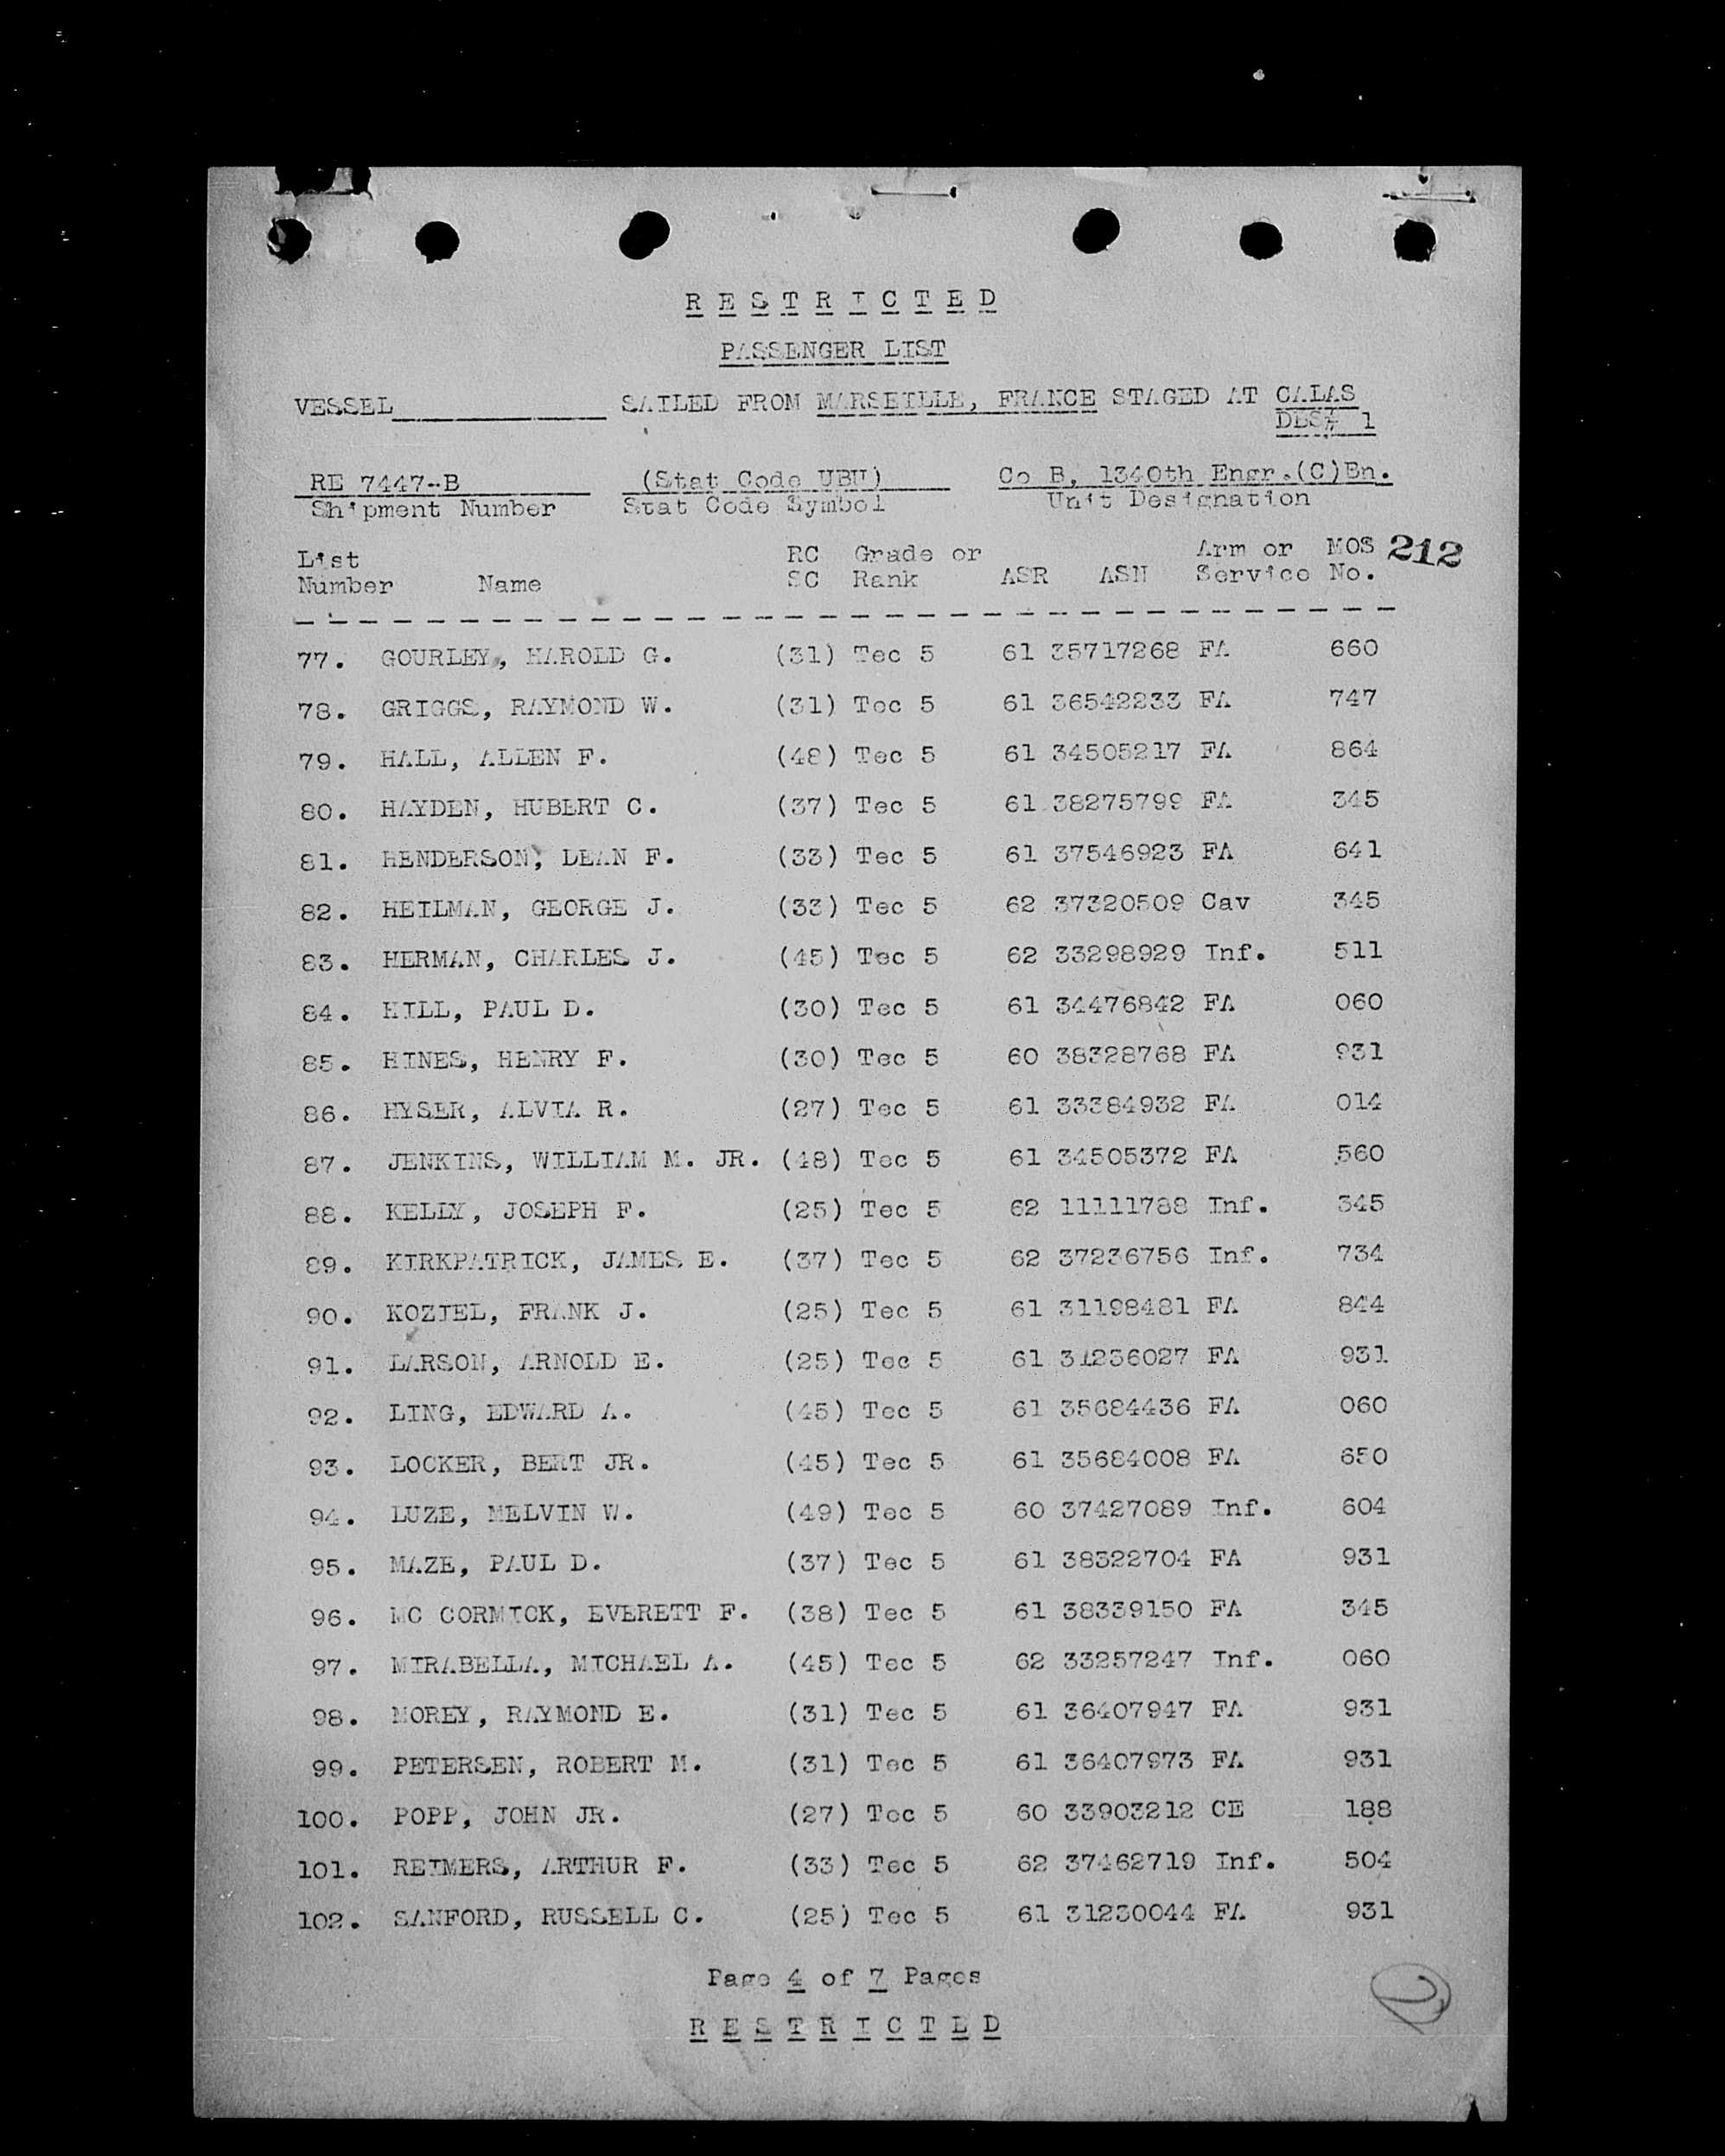 RESTRICTED
PASSENGER LIST
VESSEL____________ SAILED FROM MARSEILLE, FRANCE STAGED AT CALAS
DBS# 1
RE 7447-B (Stat Code UBU) Co B, 1340th Engr.(C)Bn.
Shipment Number Stat Code Symbol Unit Designation
List RC Grade or Arm or MOS 212
Number Name SC Rank ASR ASN Service No.
77. GOURLEY, HAROLD G. (31) Tec 5 61 35717268 FA 660
78. GRIGGS, RAYMOND W. (31) Tec 5 61 36542233 FA 747
79. HALL, ALLEN F. (48) Tec 5 61 34505217 FA 864
80. HAYDEN, HUBERT C. (37) Tec 5 61 38275799 FA 345
81. HENDERSON, DEAN F. (33) Tec 5 61 37546923 FA 641
82. HEILMAN, GEORGE J. (33) Tec 5 62 37320509 Cav 345
83. HERMAN, CHARLES J. (45) Tec 5 62 33298929 Inf. 511
84. HILL, PAUL D. (30) Tec 5 61 34476842 FA 060
85. HINES, HENRY F. (30) Tec 5 60 38328768 FA 931
86. HYSER, ALVIA R. (27) Tec 5 61 33384932 FA 014
87. JENKINS, WILLIAM M. JR. (48) Tec 5 61 34505372 FA 560
88. KELLY, JOSEPH F. (25) Tec 5 62 11111788 Inf. 345
89. KIRKPATRICK, JAMES E. (37) Tec 5 62 37236756 Inf. 734
90. KOZIEL, FRANK J. (25) Tec 5 61 31198481 FA 844
91. LARSON, ARNOLD E. (25) Tec 5 61 31236027 FA 931
92. LING, EDWARD A. (45) Tec 5 61 35684436 FA 060
93. LOCKER, BERT JR. (45) Tec 5 61 35684008 FA 650
94. LUZE, MELVIN W. (49) Tec 5 60 37427089 Inf. 604
95. MAZE, PAUL D. (37) Tec 5 61 38322704 FA 931
96. MC CORMICK, EVERETT F. (38) Tec 5 61 38339150 FA 345
97. MIRABELLA, MICHAEL A. (45) Tec 5 62 33257247 Inf. 060
98. MOREY, RAYMOND E. (31) Tec 5 61 36407947 FA 931
99. PETERSEN, ROBERT M. (31) Tec 5 61 36407973 FA 931
100. POPP, JOHN JR. (27) Tec 5 60 33903212 CE 188
101. REIMERS, ARTHUR F. (33) Tec 5 62 37462719 Inf. 504
102. SANFORD, RUSSELL C. (25) Tec 5 61 31230044 FA 931
Page 4 of 7 Pages
RESTRICTED